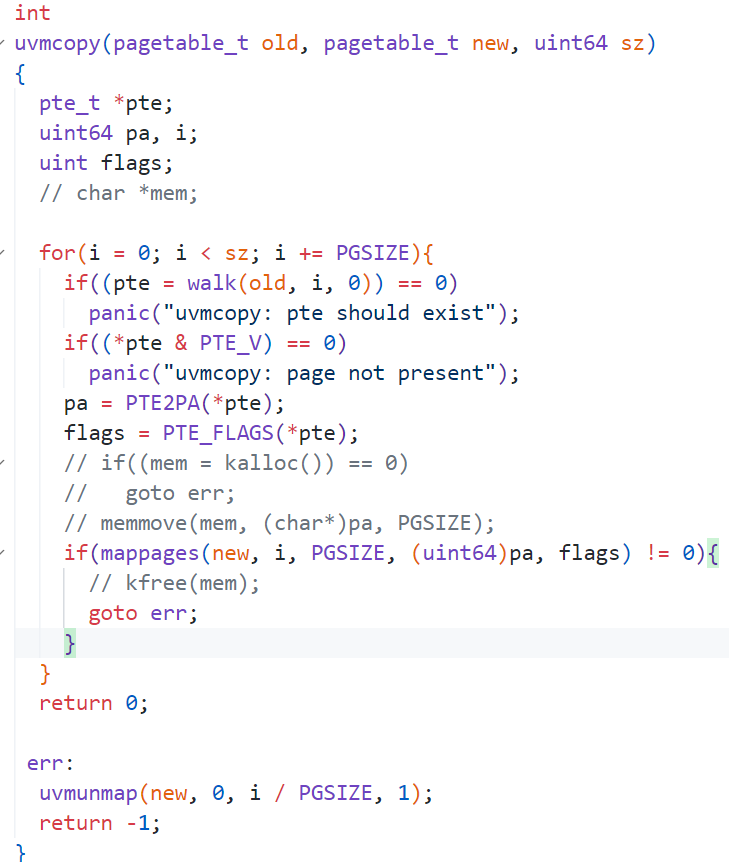 int
uvmcopy(pagetable_t old, pagetable_t new, uint64 sz)
{
  pte_t *pte;
  uint64 pa, i;
  uint flags;
  // char *mem;

  for(i = 0; i < sz; i += PGSIZE){
    if((pte = walk(old, i, 0)) == 0)
      panic("uvmcopy: pte should exist");
    if((*pte & PTE_V) == 0)
      panic("uvmcopy: page not present");
    pa = PTE2PA(*pte);
    flags = PTE_FLAGS(*pte);
    // if((mem = kalloc()) == 0)
    //   goto err;
    // memmove(mem, (char*)pa, PGSIZE);
    if(mappages(new, i, PGSIZE, (uint64)pa, flags) != 0){
      // kfree(mem);
      goto err;
    }
  }
  return 0;

 err:
  uvmunmap(new, 0, i / PGSIZE, 1);
  return -1;
}